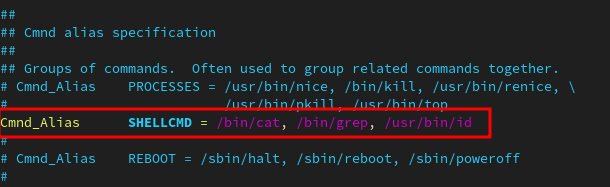 ##
## Cmnd alias specification
##
## Groups of commands.  Often used to group related commands together.
# Cmnd_Alias    PROCESSES = /usr/bin/nice, /bin/kill, /usr/bin/renice, \
#                           /usr/bin/pkill, /usr/bin/top
Cmnd_Alias      SHELLCMD = /bin/cat, /bin/grep, /usr/bin/id
#
# Cmnd_Alias    REBOOT = /sbin/halt, /sbin/reboot, /sbin/poweroff
#